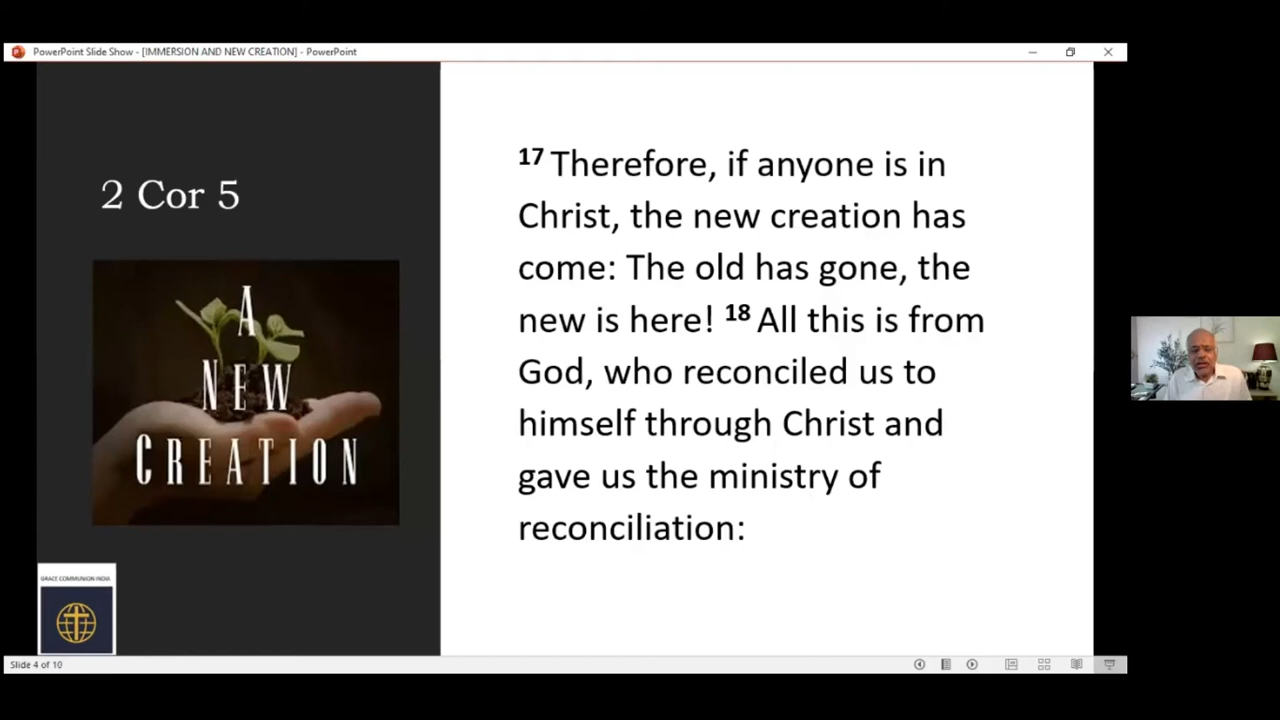 PowerPoint Slide Show - [IMMERSION AND NEW CREATION] - PowerPoint
2 Cor 5
A
NEW
CREATION
GRACE COMMUNION INDIA
17 Therefore, if anyone is in
Christ, the new creation has
come: The old has gone, the
new is here! 18 All this is from
God, who reconciled us to
himself through Christ and
gave us the ministry of
reconciliation:
Slide 4 of 10